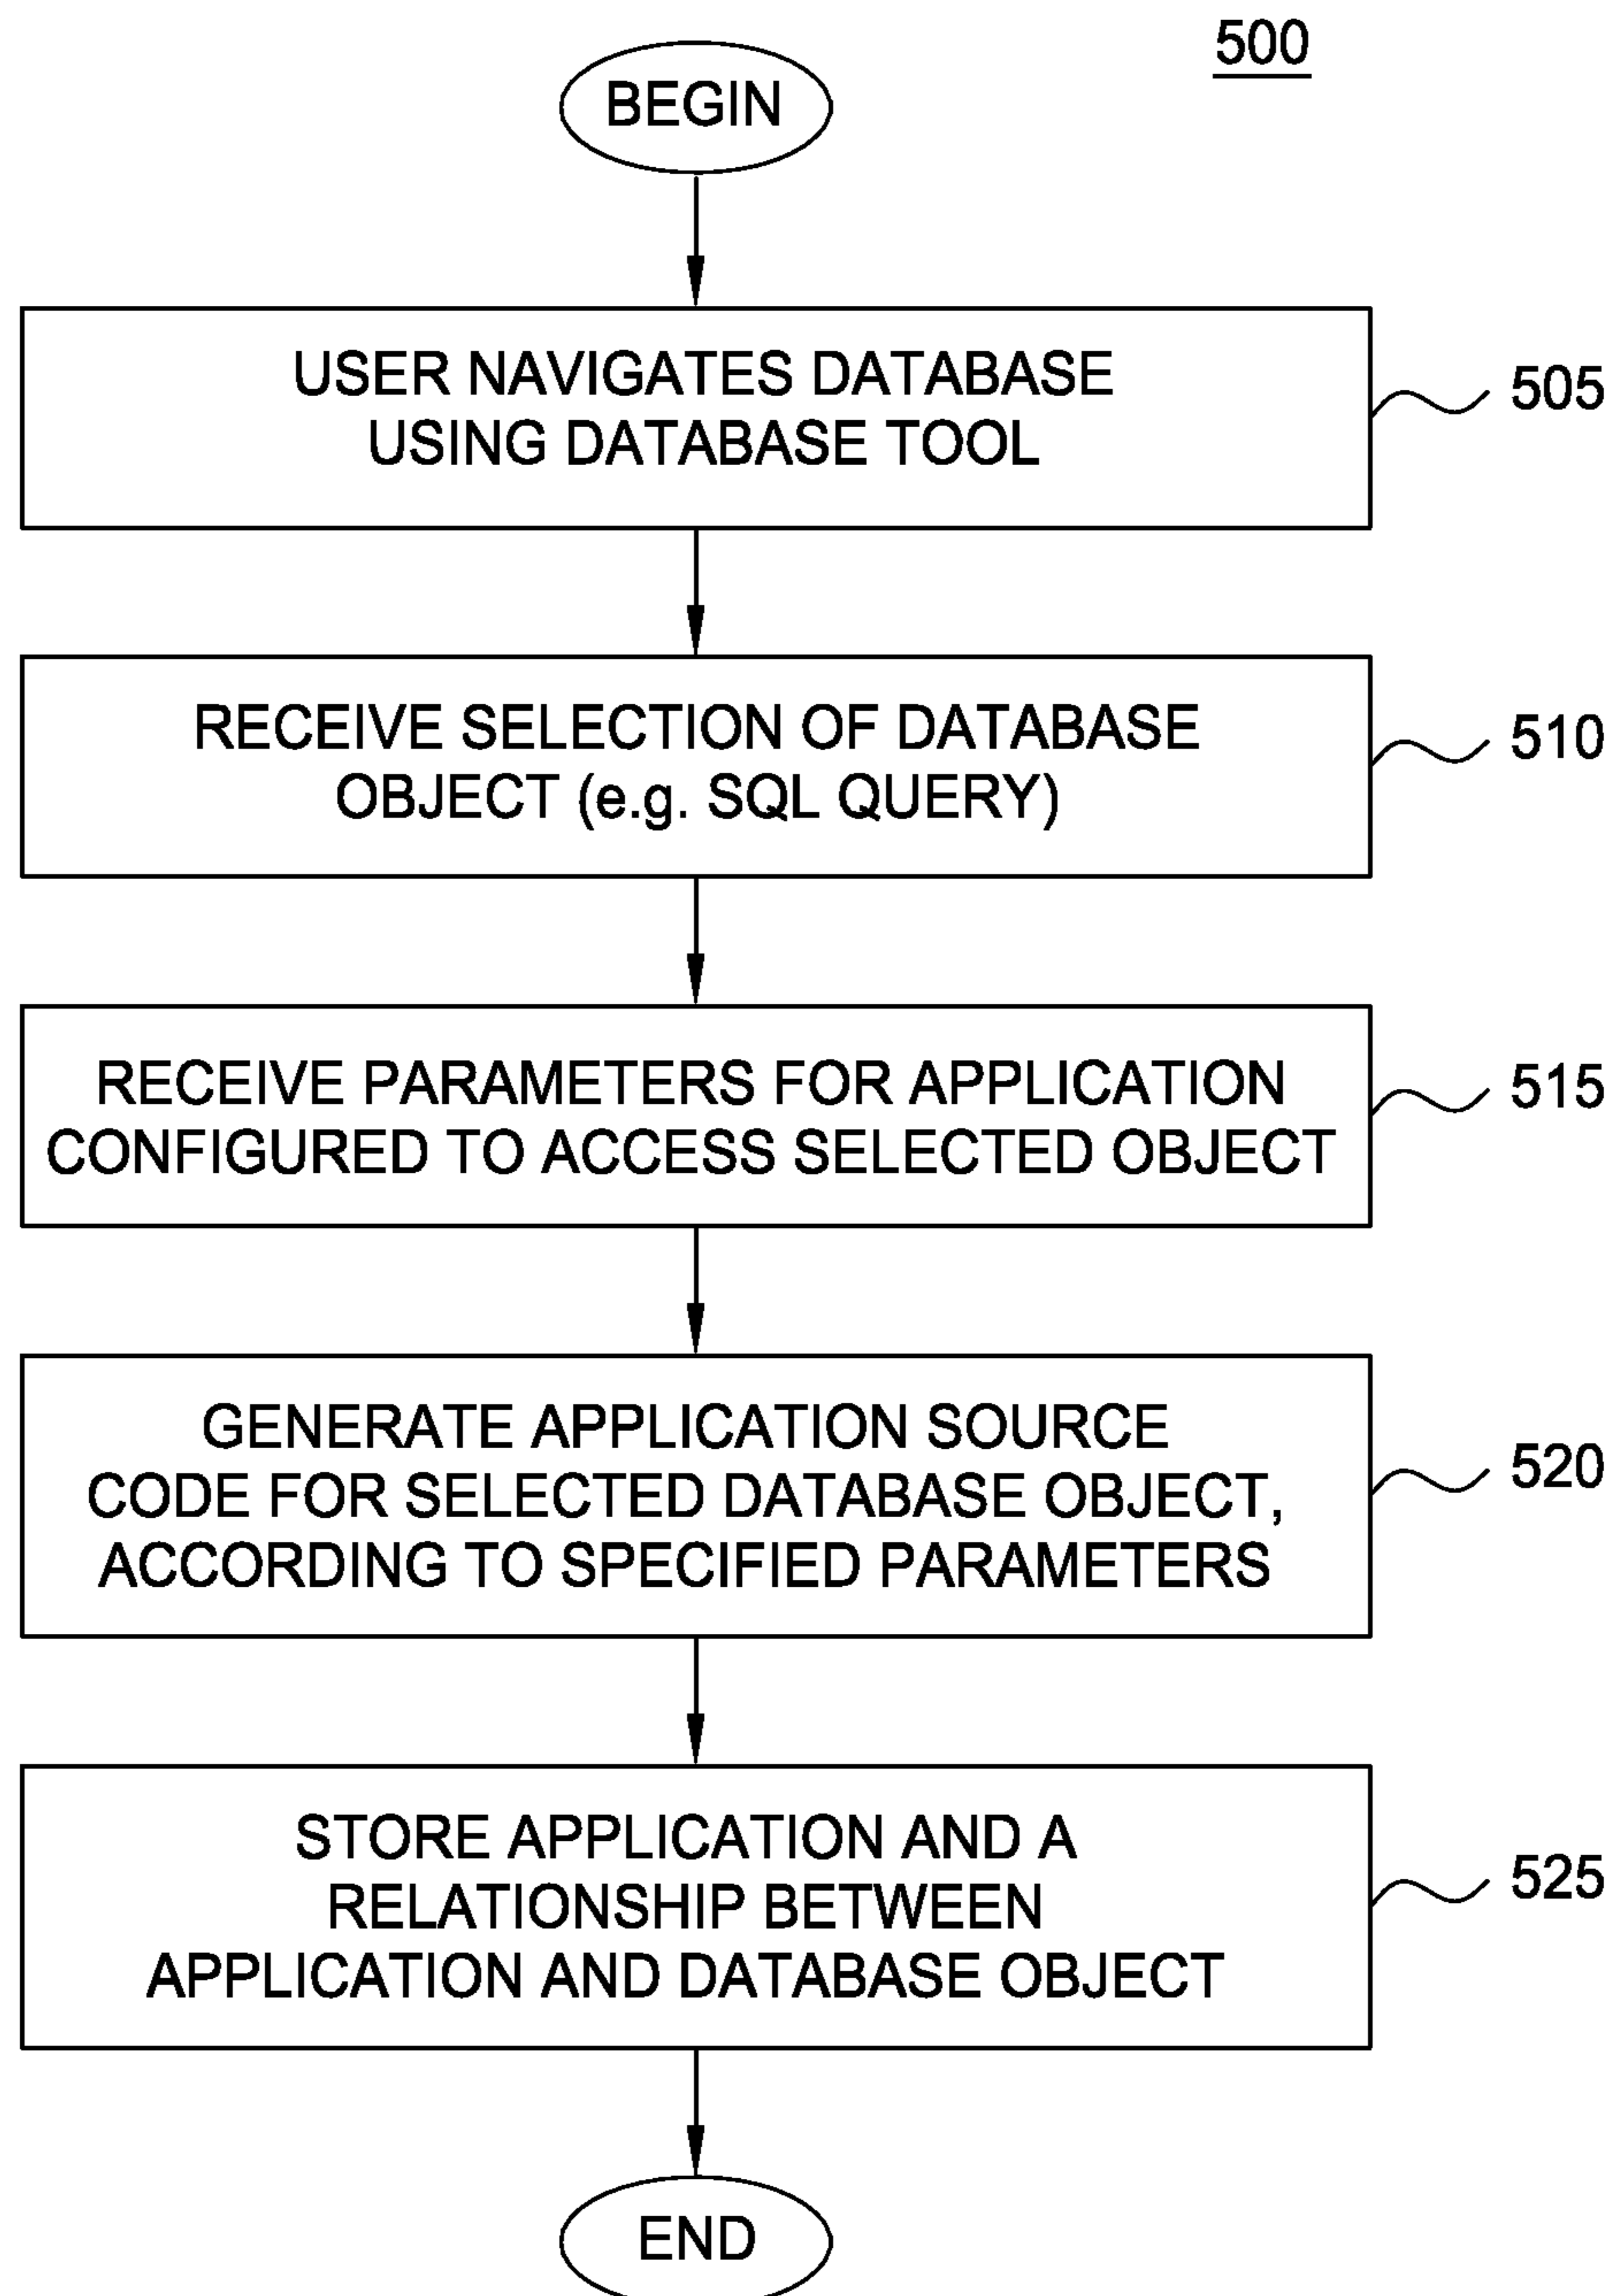 500
BEGIN
USER NAVIGATES DATABASE
USING DATABASE TOOL
505
RECEIVE SELECTION OF DATABASE
OBJECT (e.g. SQL QUERY)
510
RECEIVE PARAMETERS FOR APPLICATION
CONFIGURED TO ACCESS SELECTED OBJECT
515
GENERATE APPLICATION SOURCE
CODE FOR SELECTED DATABASE OBJECT,
ACCORDING TO SPECIFIED PARAMETERS
520
STORE APPLICATION AND A
RELATIONSHIP BETWEEN
APPLICATION AND DATABASE OBJECT
525
END